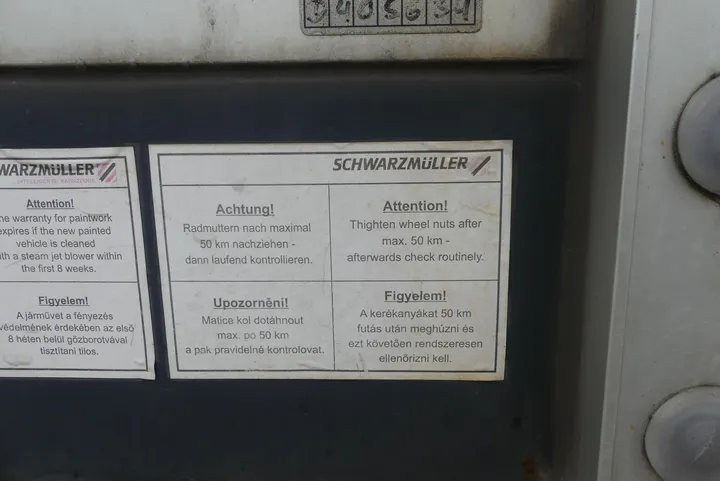 SCHWARZMÜLLER
Attention!
warranty for paintwork
expires if the new painted
vehicle is cleaned
a steam jet blower within
the first 8 weeks.
Figyelem!
A járművet a fényezés
védelmének érdekében az első
8 héten belül gőzborotvával
tisztítani tilos.
SCHWARZMÜLLER
Achtung!
Radmuttern nach maximal
50 km nachziehen -
dann laufend kontrollieren.
Attention!
Thighten wheel nuts after
max. 50 km -
afterwards check routinely.
Upozorněni!
Matice kol dotáhnout
max. po 50 km
a pak pravidelně kontrolovat.
Figyelem!
A kerékanyákat 50 km
futás után meghúzni és
ezt követően rendszeresen
ellenőrizni kell.